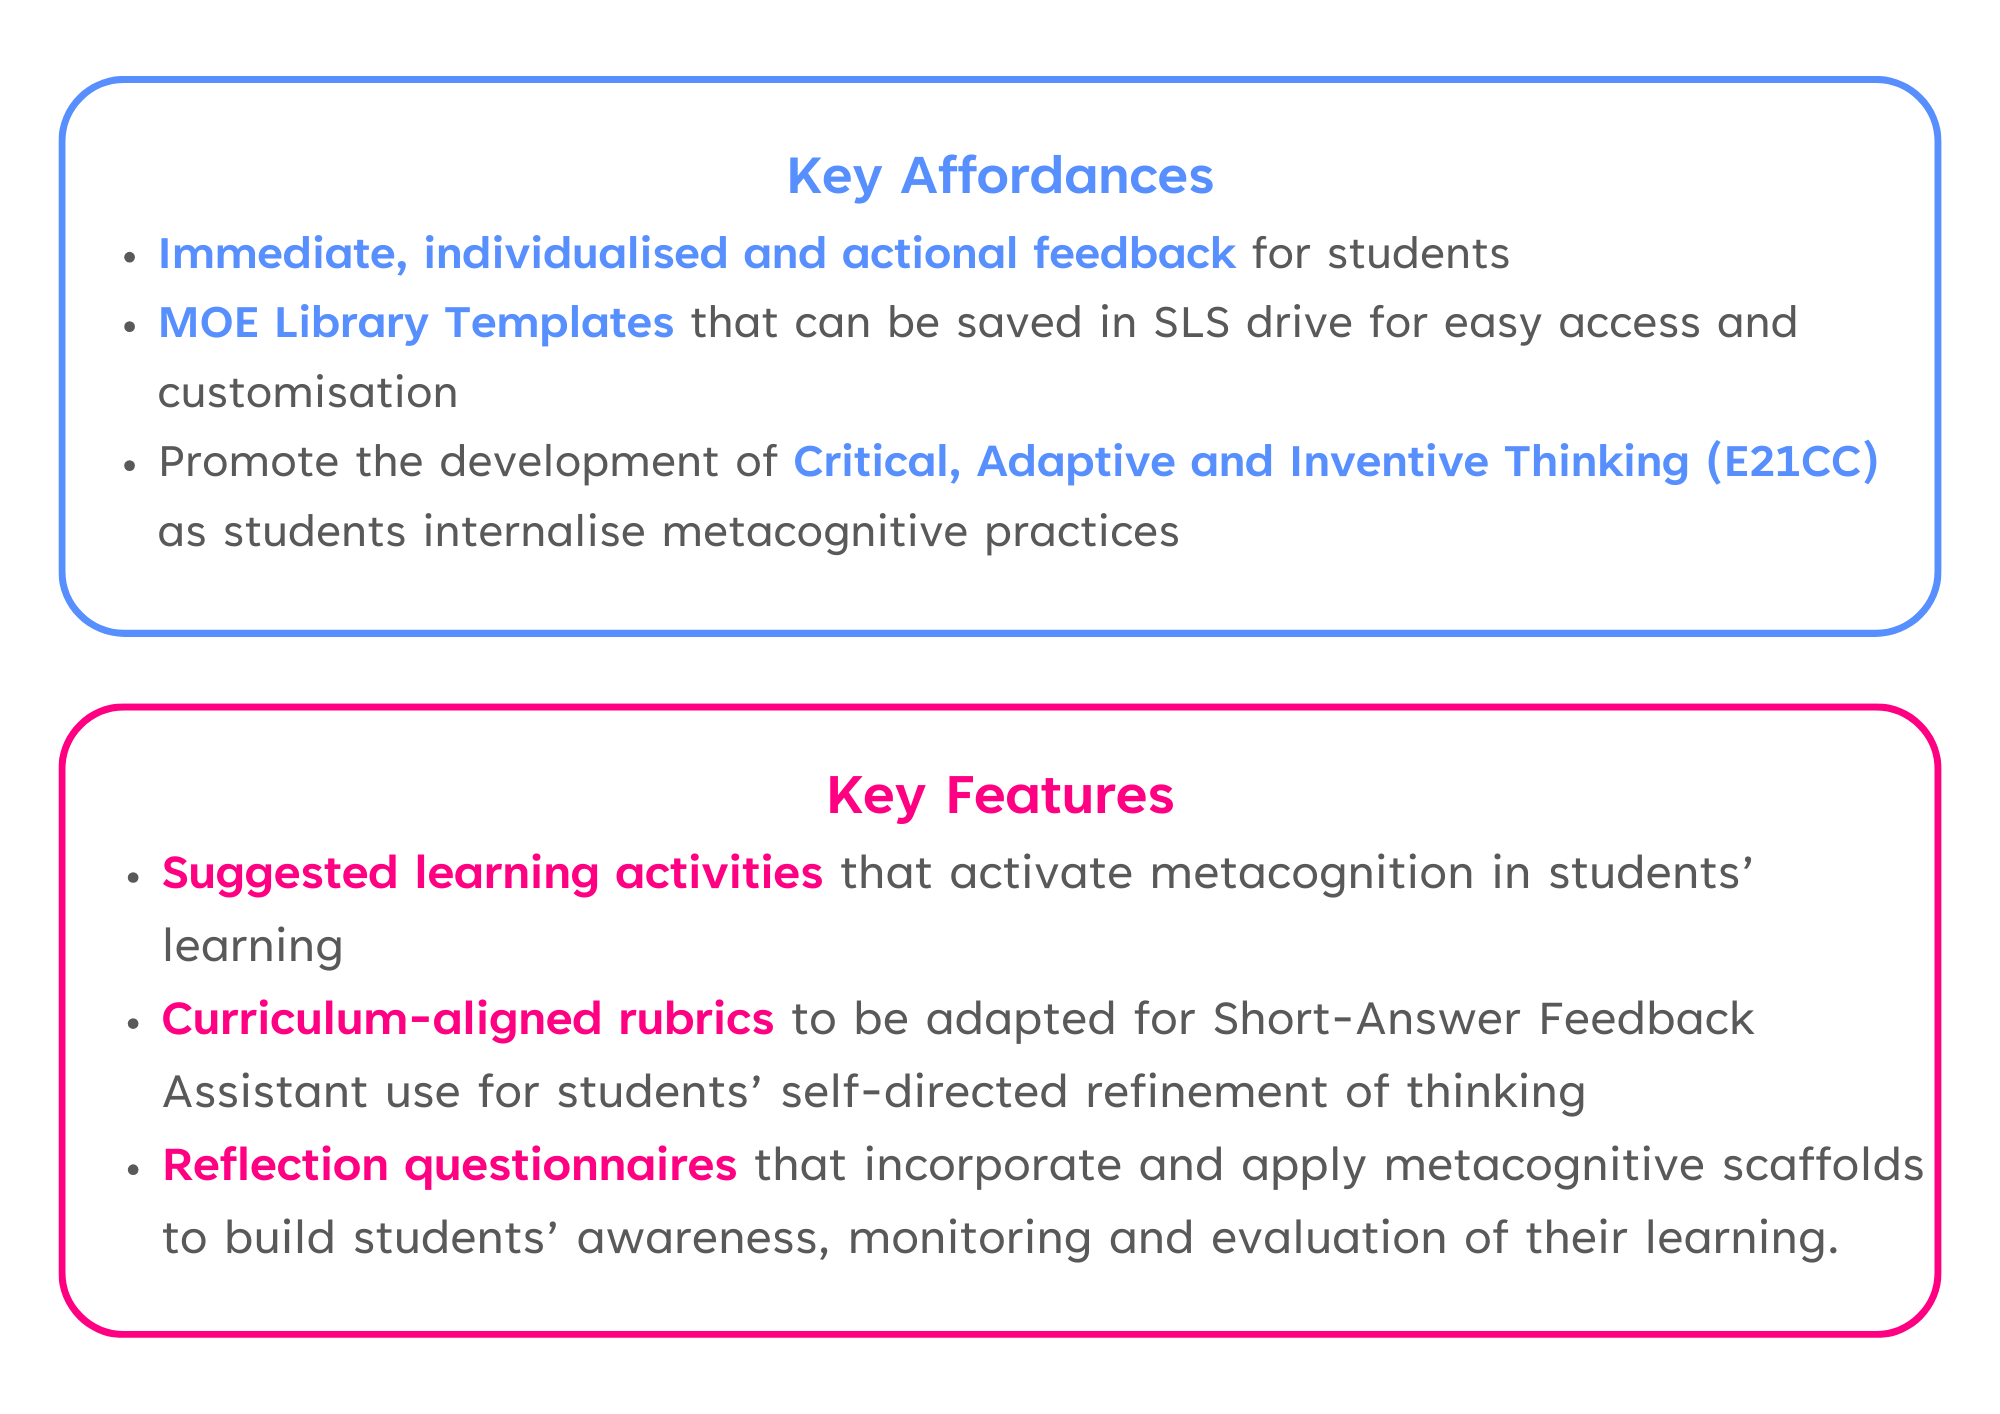 Key Affordances
• Immediate, individualised and actional feedback for students
• MOE Library Templates that can be saved in SLS drive for easy access and
customisation
• Promote the development of Critical, Adaptive and Inventive Thinking (E21CC)
as students internalise metacognitive practices
Key Features
• Suggested learning activities that activate metacognition in students’
learning
• Curriculum-aligned rubrics to be adapted for Short-Answer Feedback
Assistant use for students’ self-directed refinement of thinking
• Reflection questionnaires that incorporate and apply metacognitive scaffolds
to build students’ awareness, monitoring and evaluation of their learning.